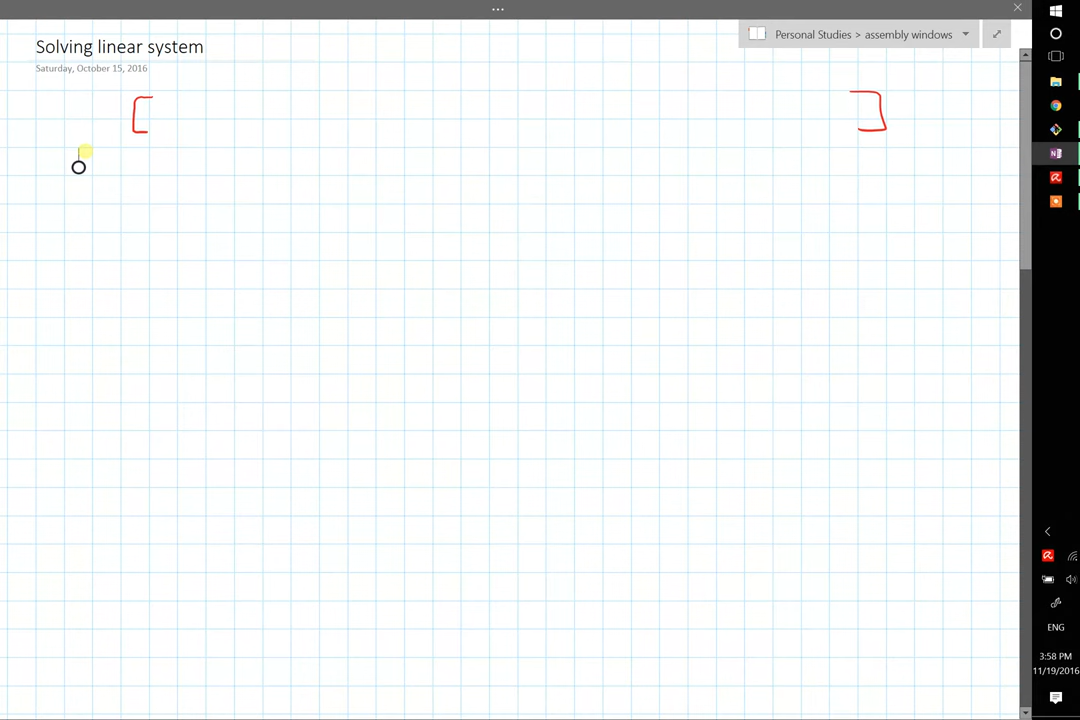 Solving linear system
Saturday, October 15, 2016
Personal Studies > assembly windows
[ ]
ENG
3:58 PM
11/19/2016